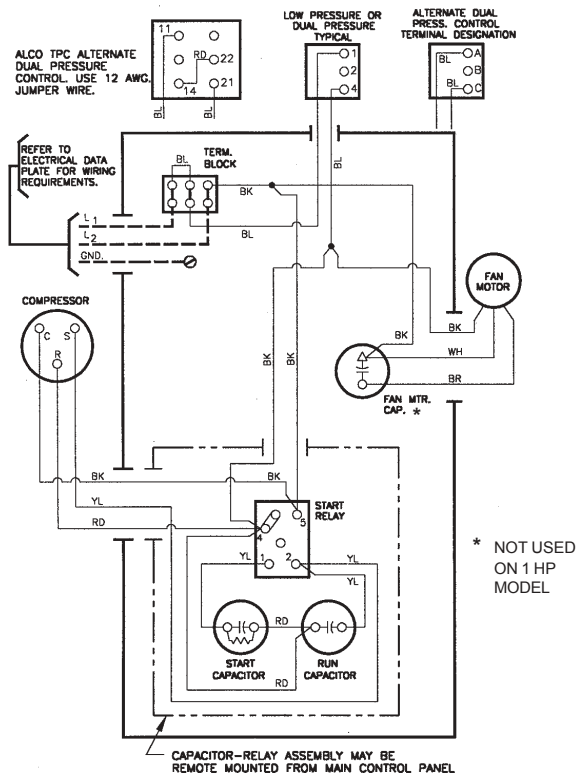 ALCO TPC ALTERNATE
DUAL PRESSURE
CONTROL. USE 12 AWG.
JUMPER WIRE.
11
RD
22
14
21
BL
BL
LOW PRESSURE OR
DUAL PRESSURE
TYPICAL
1
2
4
ALTERNATE DUAL
PRESS. CONTROL
TERMINAL DESIGNATION
A
BL
B
BL
C
REFER TO
ELECTRICAL DATA
PLATE FOR WIRING
REQUIREMENTS.
TERM.
BLOCK
BL
BK
BL
BL
L1
L2
GND.
COMPRESSOR
C
S
R
FAN
MOTOR
BK
BK
WH
BR
FAN MTR.
CAP. *
BK
BK
BK
BK
YL
RD
START
RELAY
5
4
1
2
YL
YL
YL
RD
START
CAPACITOR
RUN
CAPACITOR
RD
* NOT USED
ON 1 HP
MODEL
CAPACITOR-RELAY ASSEMBLY MAY BE
REMOTE MOUNTED FROM MAIN CONTROL PANEL